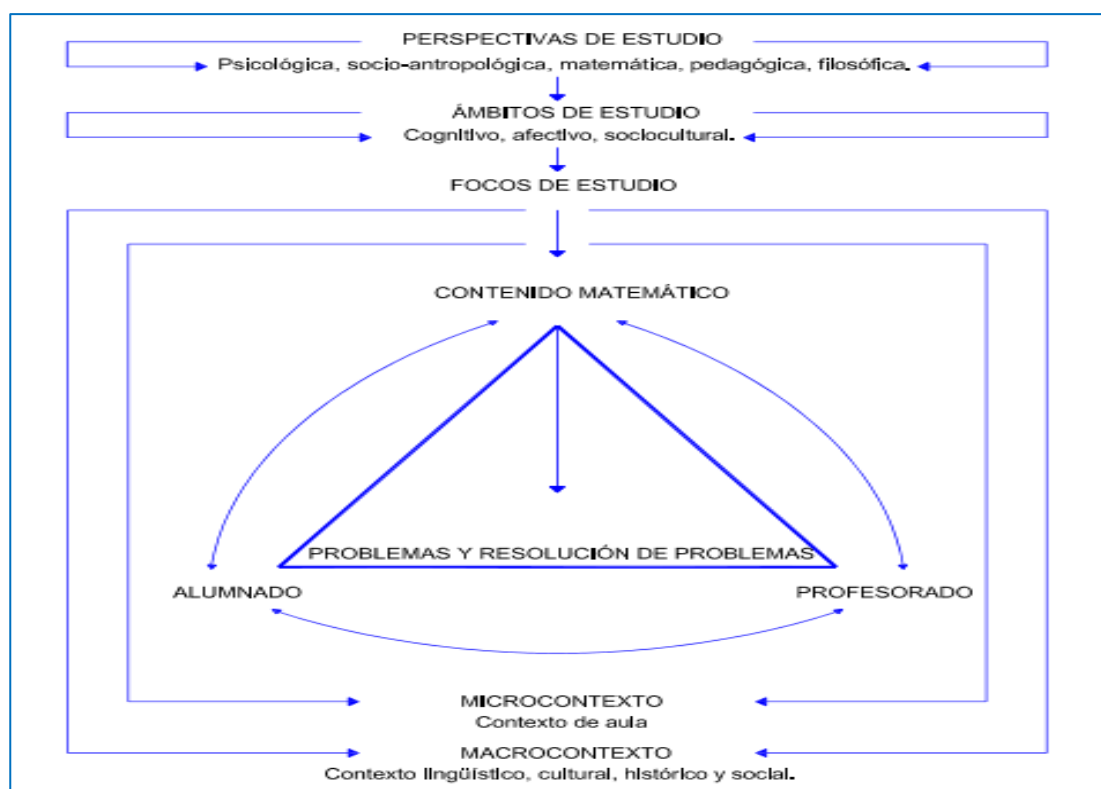 PERSPECTIVAS DE ESTUDIO
Psicológica, socio-antropológica, matemática, pedagógica, filosófica.
ÁMBITOS DE ESTUDIO
Cognitivo, afectivo, sociocultural.
FOCOS DE ESTUDIO
CONTENIDO MATEMÁTICO
PROBLEMAS Y RESOLUCIÓN DE PROBLEMAS
ALUMNADO
PROFESORADO
MICROCONTEXTO
Contexto de aula
MACROCONTEXTO
Contexto lingüístico, cultural, histórico y social.